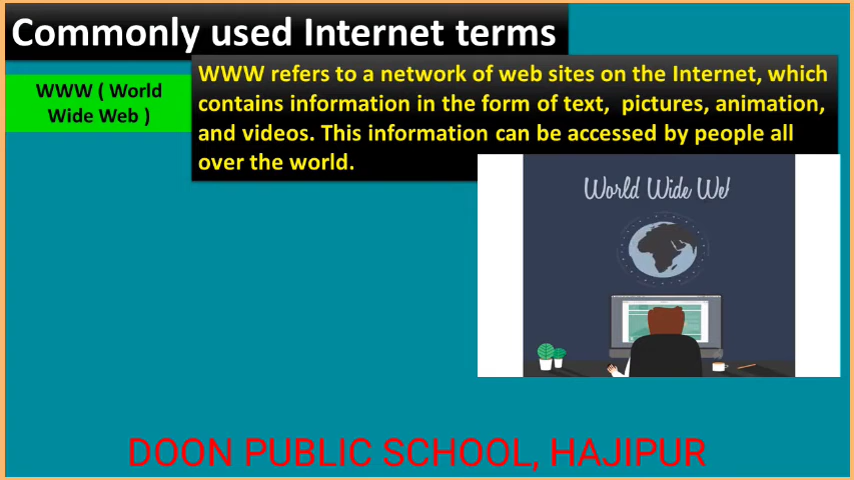 Commonly used Internet terms
WWW ( World
Wide Web )
WWW refers to a network of web sites on the Internet, which
contains information in the form of text,  pictures, animation,
and videos. This information can be accessed by people all
over the world.
World Wide Web
DOON PUBLIC SCHOOL, HAJIPUR